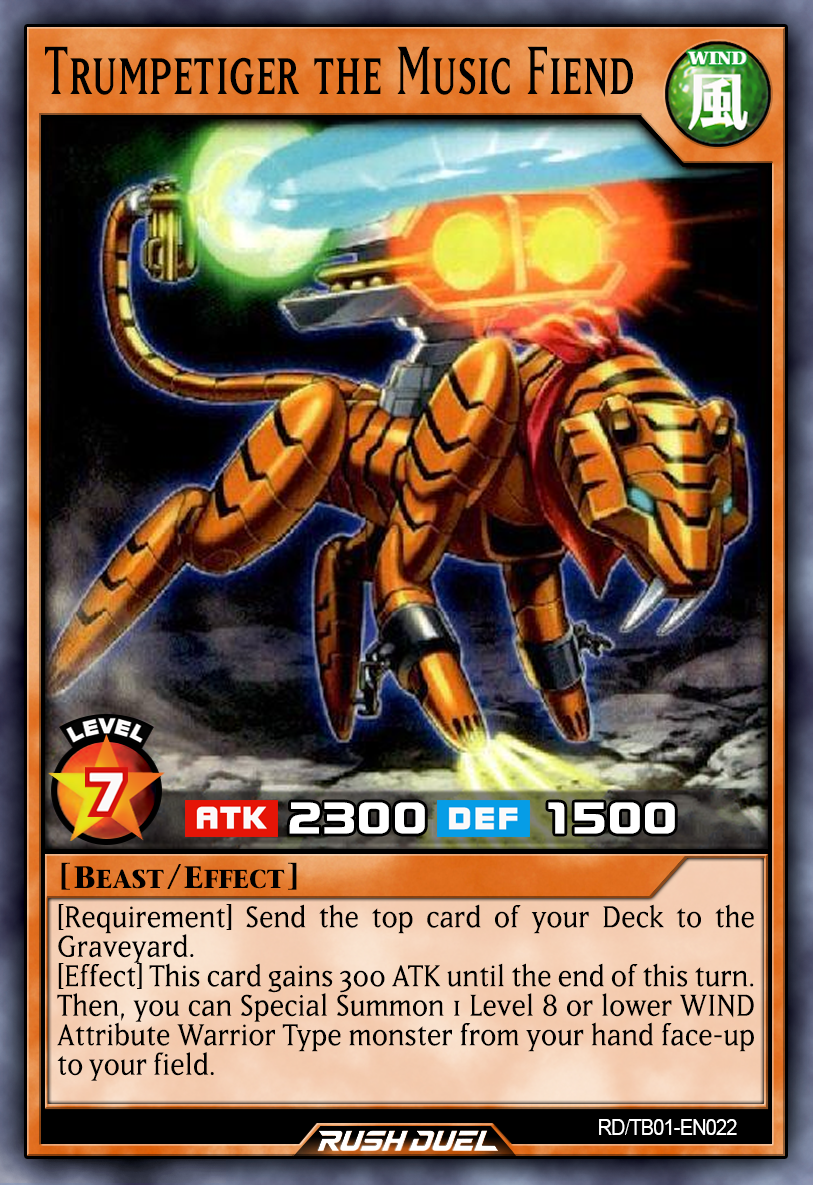 Trumpetiger the Music Fiend
WIND
風
LEVEL
7
ATK 2300 DEF 1500
[Beast/Effect]
[Requirement] Send the top card of your Deck to the
Graveyard.
[Effect] This card gains 300 ATK until the end of this turn.
Then, you can Special Summon 1 Level 8 or lower WIND
Attribute Warrior Type monster from your hand face-up
to your field.
RD/TB01-EN022
RUSH DUEL